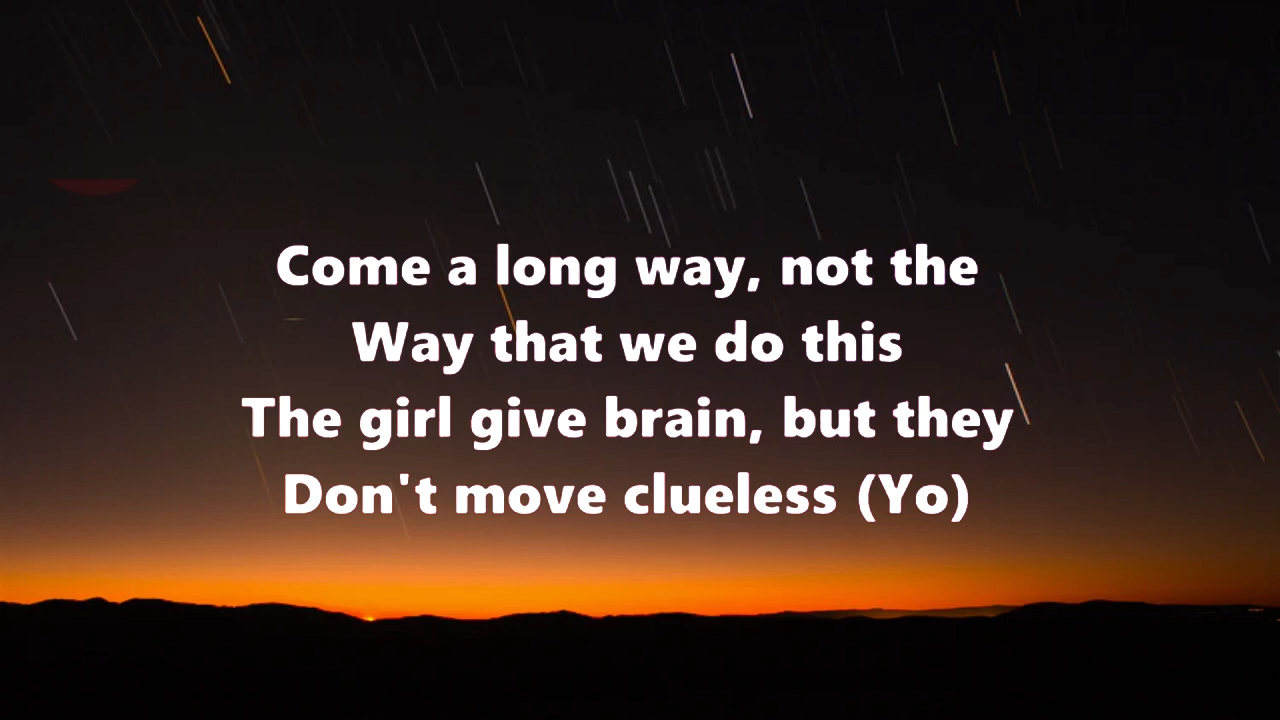 Come a long way, not the
Way that we do this
The girl give brain, but they
Don't move clueless (Yo)